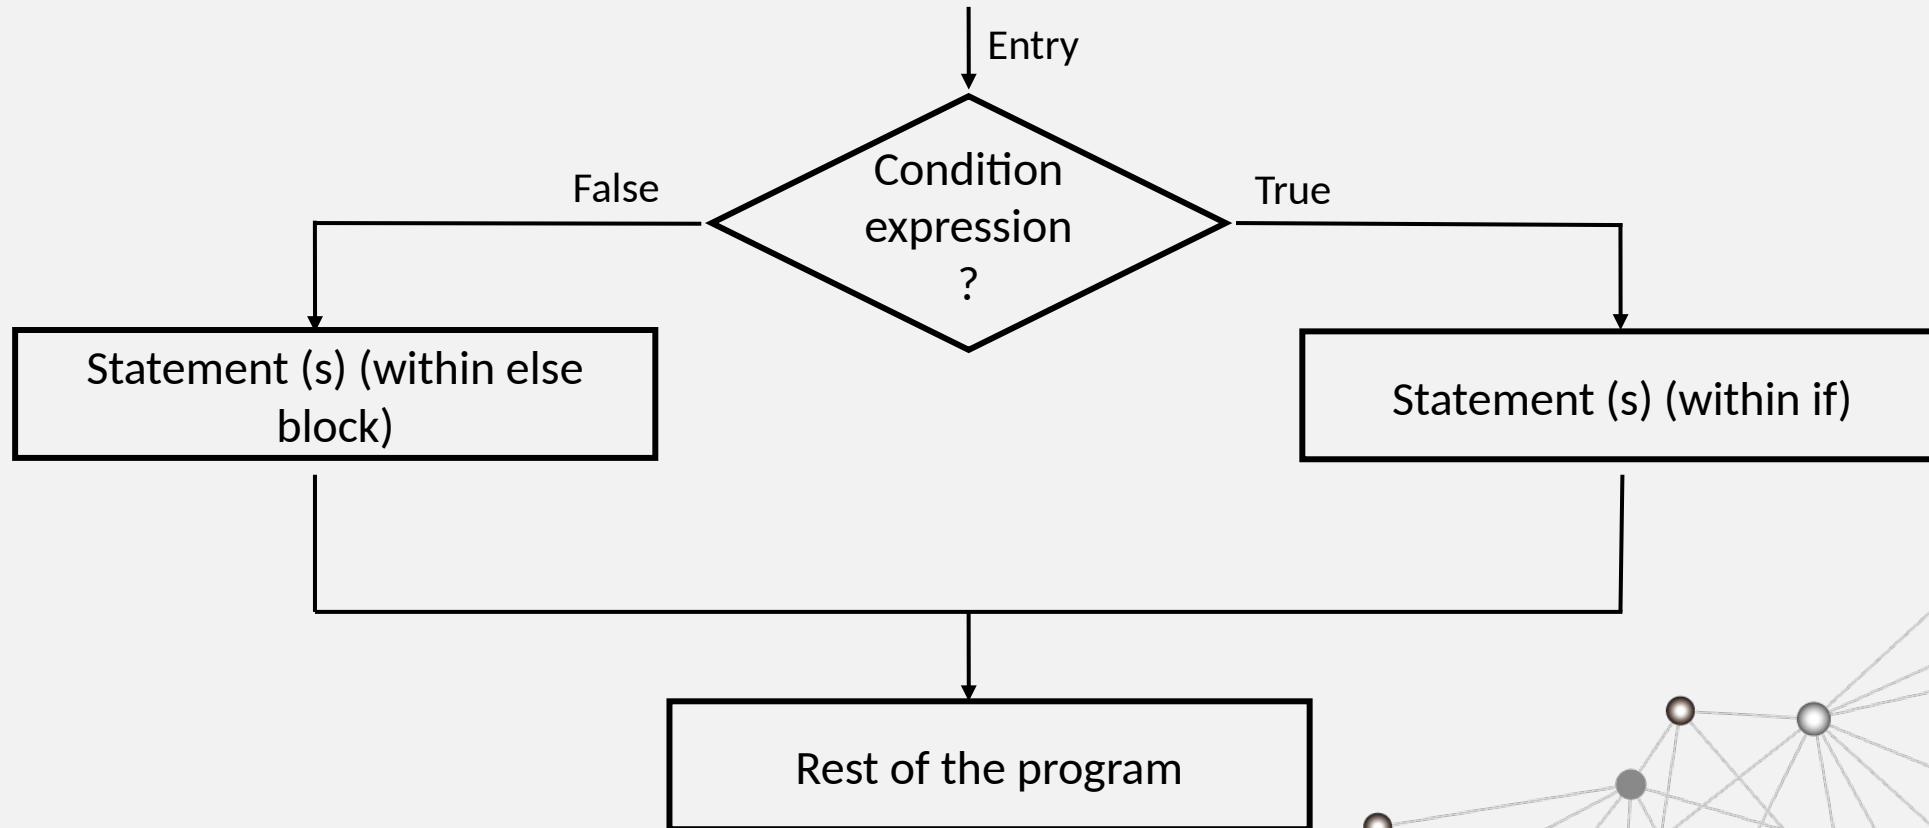 Entry
Condition
expression
?
False
True
Statement (s) (within else
block)
Statement (s) (within if)
Rest of the program